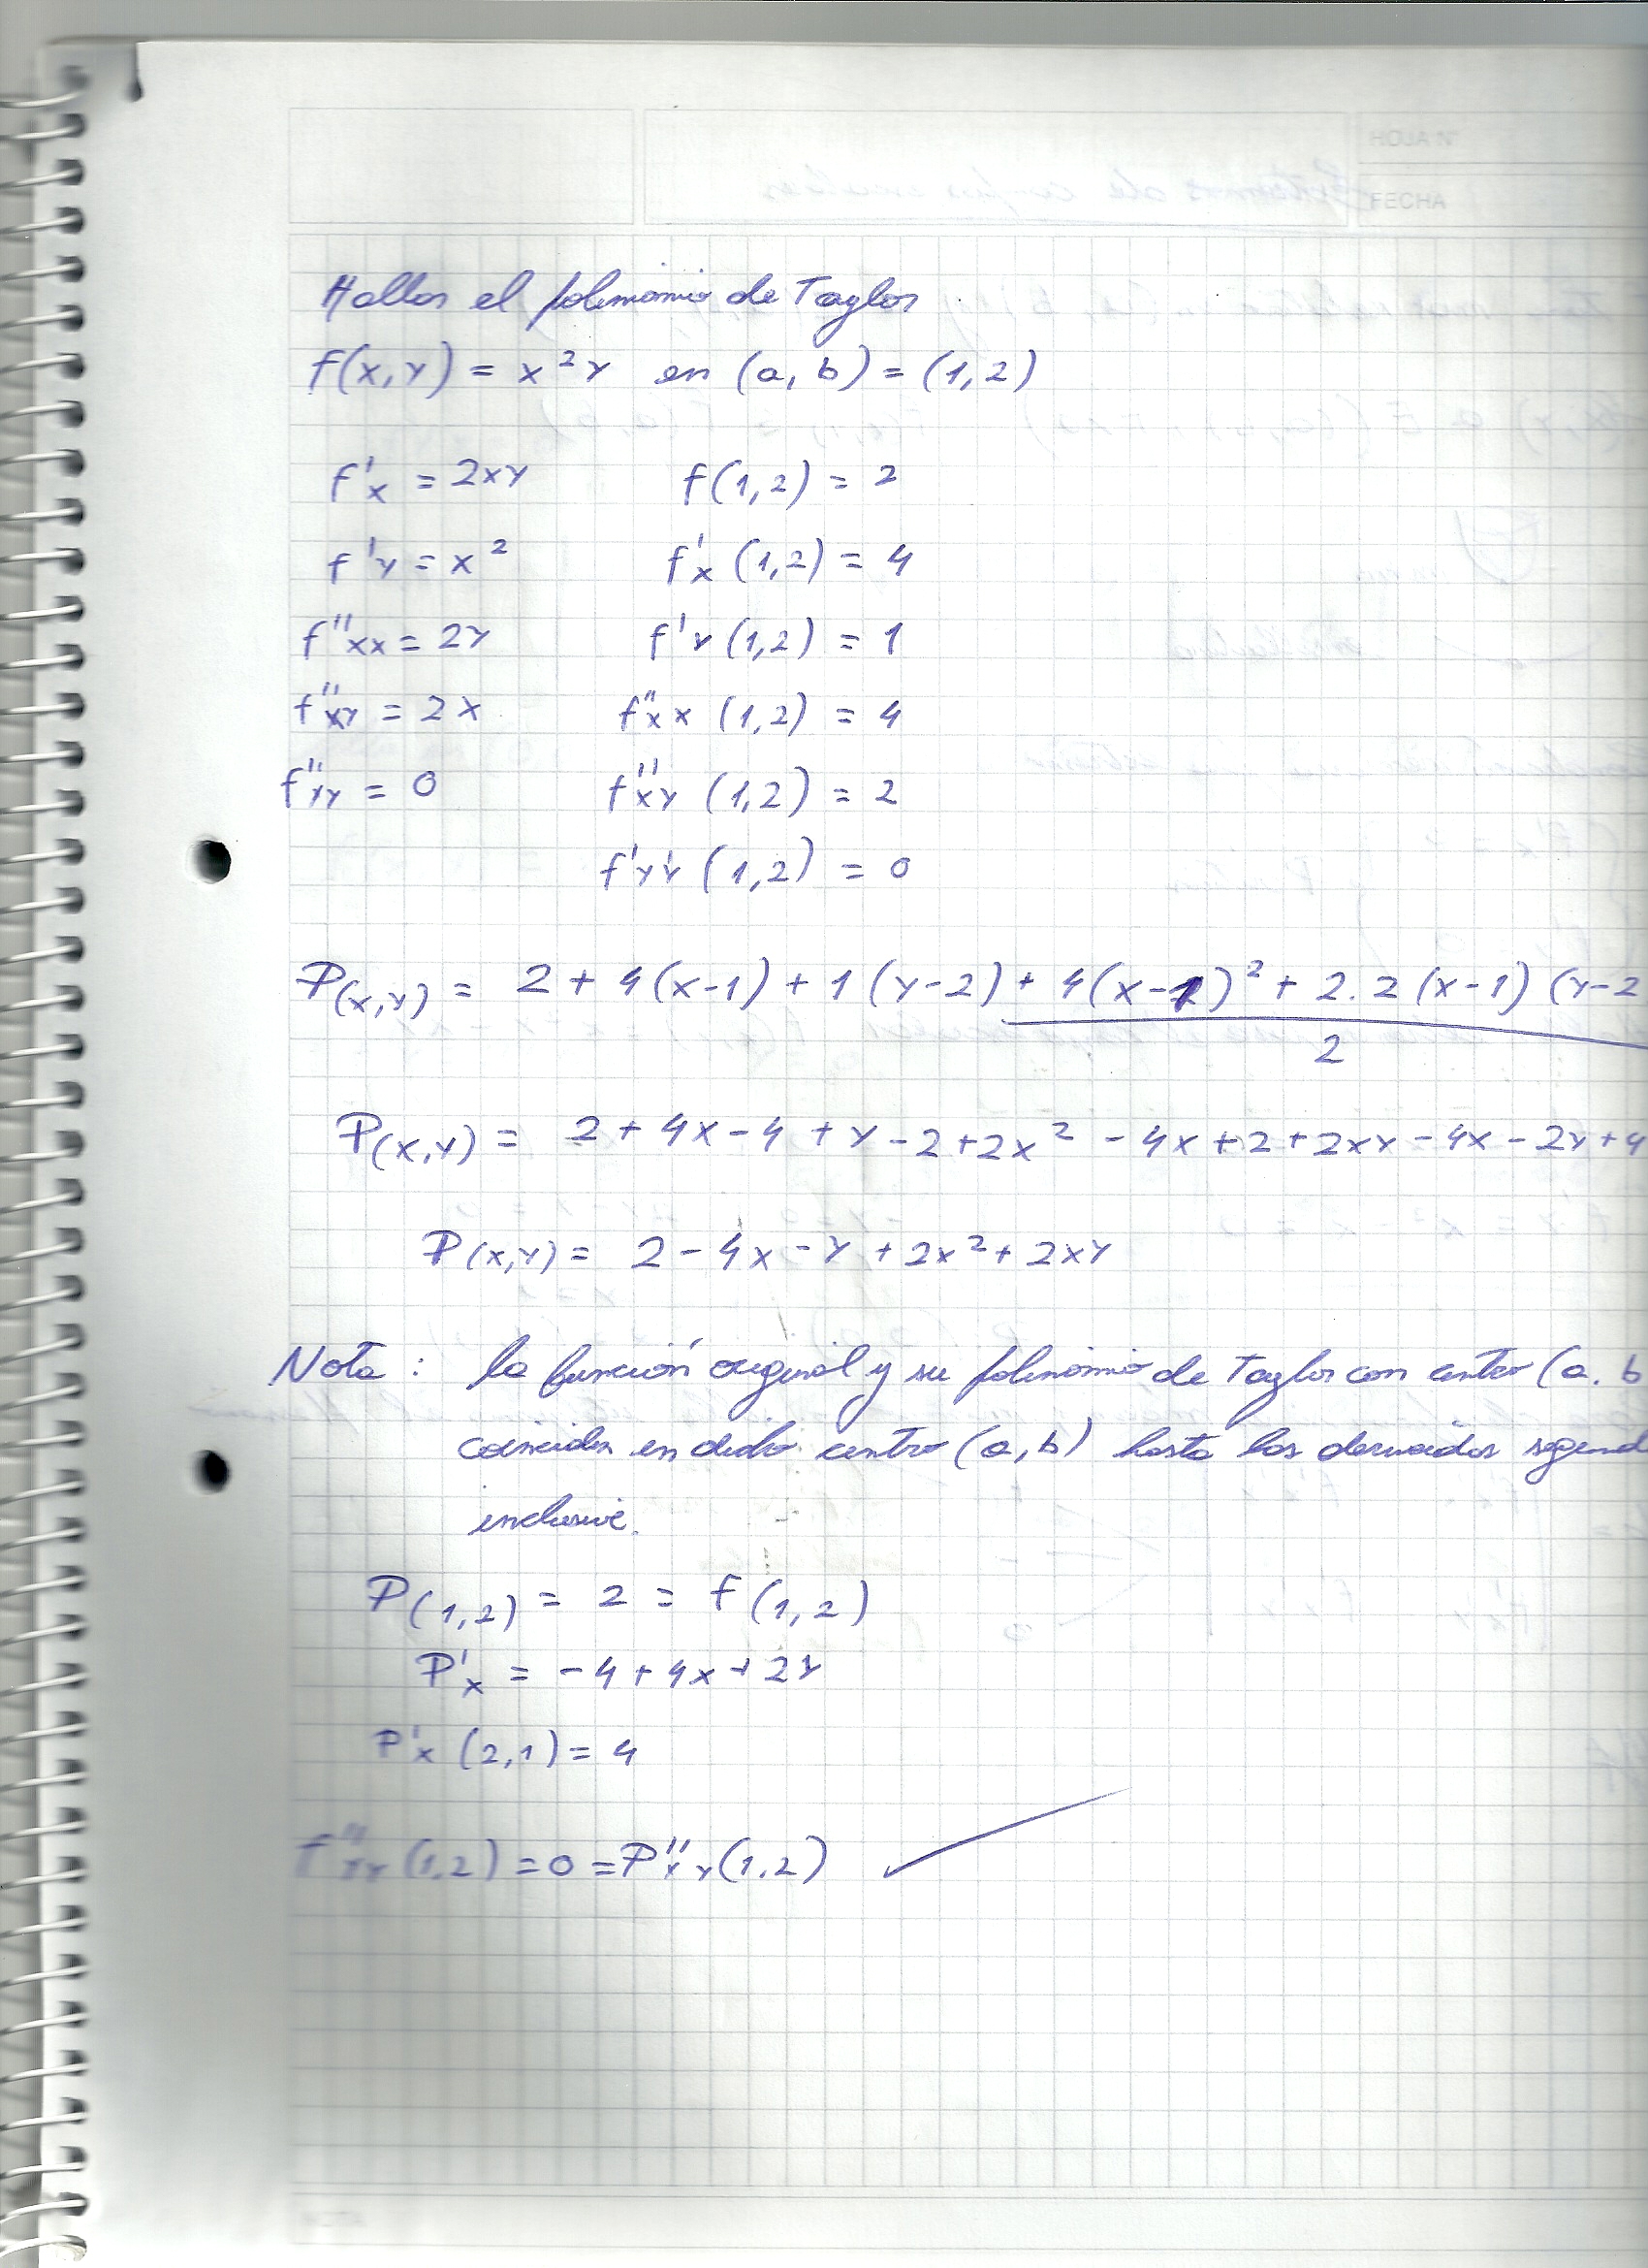 HOJA Nº
FECHA
Hallar el polinomio de Taylor
f(x,y) = x²y en (a, b) = (1,2)
f'x = 2xy f(1,2) = 2
f'y = x² f'x (1,2) = 4
f''xx = 2y f'y (1,2) = 1
f''xy = 2x f''xx (1,2) = 4
f''yy = 0 f''xy (1,2) = 2
f''yy (1,2) = 0
P(x,y) = 2 + 4(x-1) + 1(y-2) + 4(x-1)² + 2.2(x-1)(y-2
2
P(x,y) = 2 + 4x - 4 + y - 2 + 2x² - 4x + 2 + 2xy - 4x - 2y + 4
P(x,y) = 2 - 4x - y + 2x² + 2xy
Nota: la función original y su polinomio de Taylor con centro (a, b
coinciden en dicho centro (a, b) hasta las derivadas segund
inclusive.
P(1,2) = 2 = f(1,2)
P'x = -4 + 4x + 2y
P'x (2,1) = 4
(1,2) = 0 = P'' (1,2)